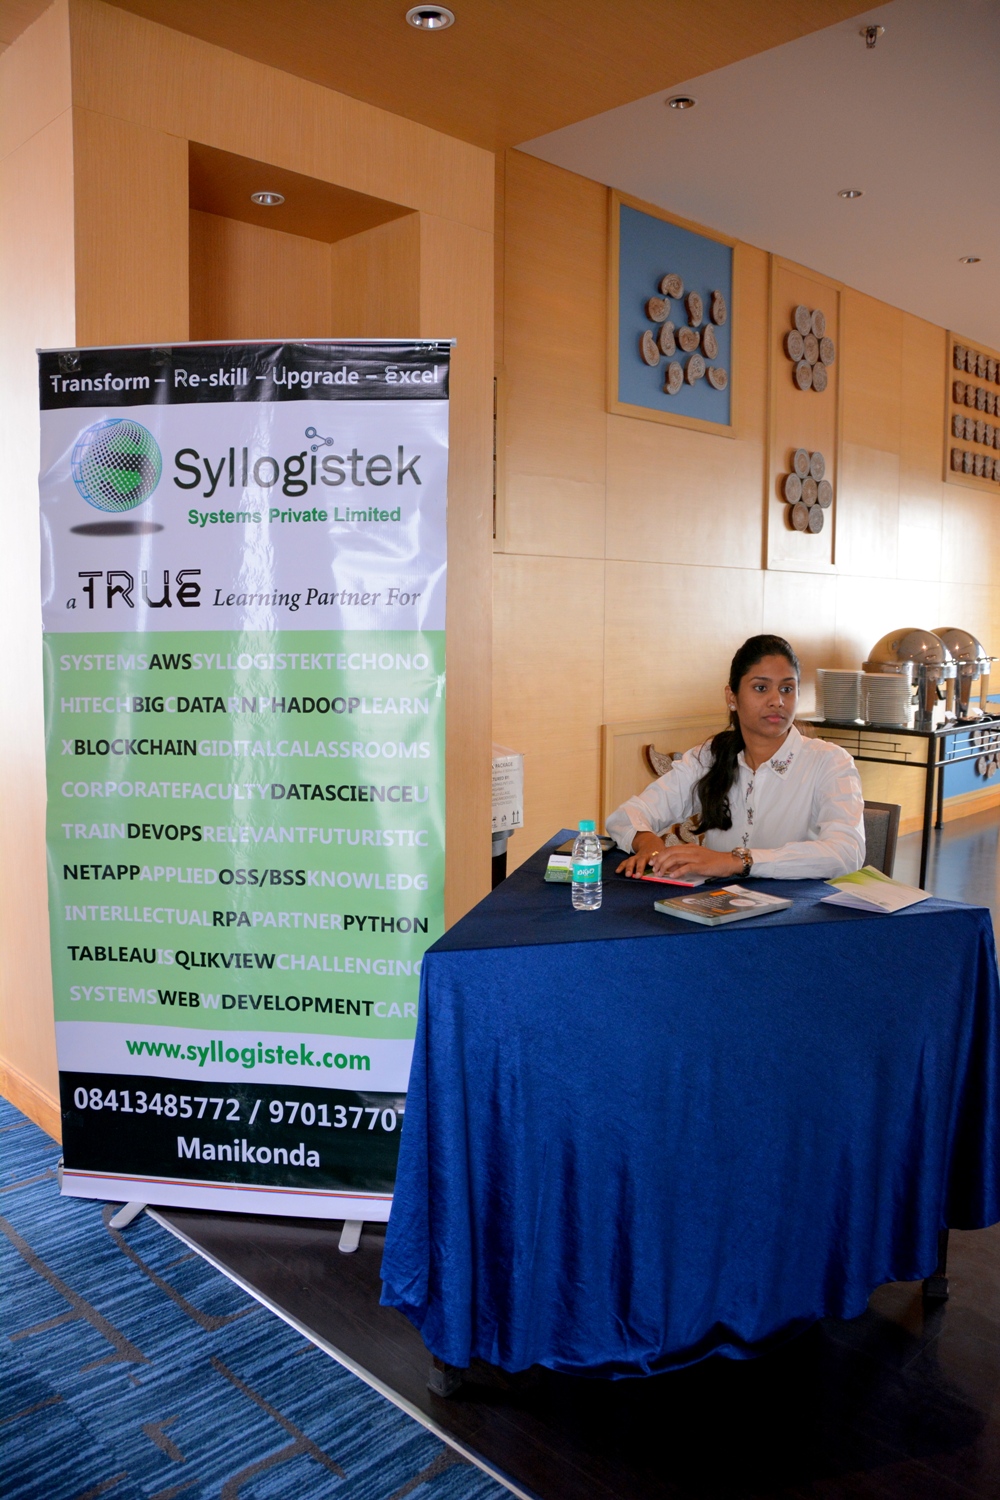 Transform – Re-skill – Upgrade – Excel
Syllogistek
Systems Private Limited
a TRUE Learning Partner For
SYSTEMSAWSSYLLOGISTEKTECHONO
HITECHBIGCDATARNPHADOOPLEARN
XBLOCKCHAINGIDITALCALASSROOMS
CORPORATEFACULTYDATASCIENCEU
TRAINDEVOPSRELEVANTFUTURISTIC
NETAPPAPPLIEDOSS/BSSKNOWLEDG
INTERLLECTUALRPAPARTNERPYTHON
TABLEAUISQLIKVIEWCHALLENGING
SYSTEMSWEBWDEVELOPMENTCAR
www.syllogistek.com
08413485772 / 970137707
Manikonda